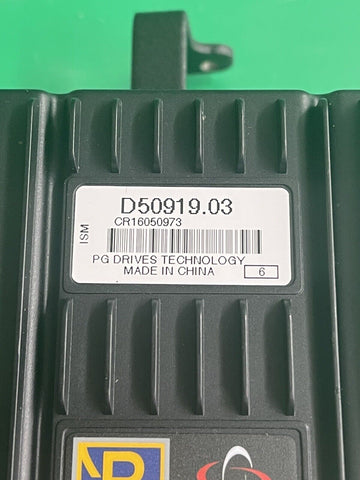 D50919.03
CR16050973
ISM
PG DRIVES TECHNOLOGY
MADE IN CHINA
6